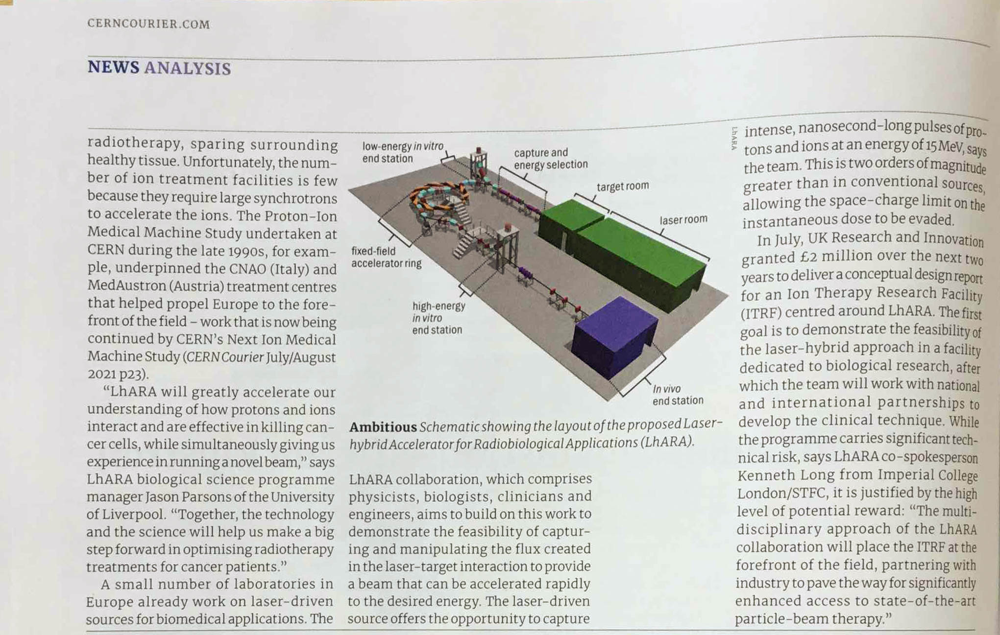 CERNCOURIER.COM
NEWS ANALYSIS
radiotherapy, sparing surrounding
healthy tissue. Unfortunately, the num-
ber of ion treatment facilities is few
because they require large synchrotrons
to accelerate the ions. The Proton-Ion
Medical Machine Study undertaken at
CERN during the late 1990s, for exam-
ple, underpinned the CNAO (Italy) and
MedAustron (Austria) treatment centres
that helped propel Europe to the fore-
front of the field – work that is now being
continued by CERN's Next Ion Medical
Machine Study (CERN Courier July/August
2021 p23).
"LhARA will greatly accelerate our
understanding of how protons and ions
interact and are effective in killing can-
cer cells, while simultaneously giving us
experience in running a novel beam," says
LhARA biological science programme
manager Jason Parsons of the University
of Liverpool. "Together, the technology
and the science will help us make a big
step forward in optimising radiotherapy
treatments for cancer patients."
A small number of laboratories in
Europe already work on laser-driven
sources for biomedical applications. The
low-energy in vitro
end station
capture and
energy selection
target room
laser room
fixed-field
accelerator ring
high-energy
in vitro
end station
In vivo
end station
LhARA
Ambitious Schematic showing the layout of the proposed Laser-
hybrid Accelerator for Radiobiological Applications (LhARA).
LhARA collaboration, which comprises
physicists, biologists, clinicians and
engineers, aims to build on this work to
demonstrate the feasibility of captur-
ing and manipulating the flux created
in the laser-target interaction to provide
a beam that can be accelerated rapidly
to the desired energy. The laser-driven
source offers the opportunity to capture
intense, nanosecond-long pulses of pro-
tons and ions at an energy of 15 MeV, says
the team. This is two orders of magnitude
greater than in conventional sources,
allowing the space-charge limit on the
instantaneous dose to be evaded.
In July, UK Research and Innovation
granted £2 million over the next two
years to deliver a conceptual design report
for an Ion Therapy Research Facility
(ITRF) centred around LhARA. The first
goal is to demonstrate the feasibility of
the laser-hybrid approach in a facility
dedicated to biological research, after
which the team will work with national
and international partnerships to
develop the clinical technique. While
the programme carries significant tech-
nical risk, says LhARA co-spokesperson
Kenneth Long from Imperial College
London/STFC, it is justified by the high
level of potential reward: "The multi-
disciplinary approach of the LhARA
collaboration will place the ITRF at the
forefront of the field, partnering with
industry to pave the way for significantly
enhanced access to state-of-the-art
particle-beam therapy."